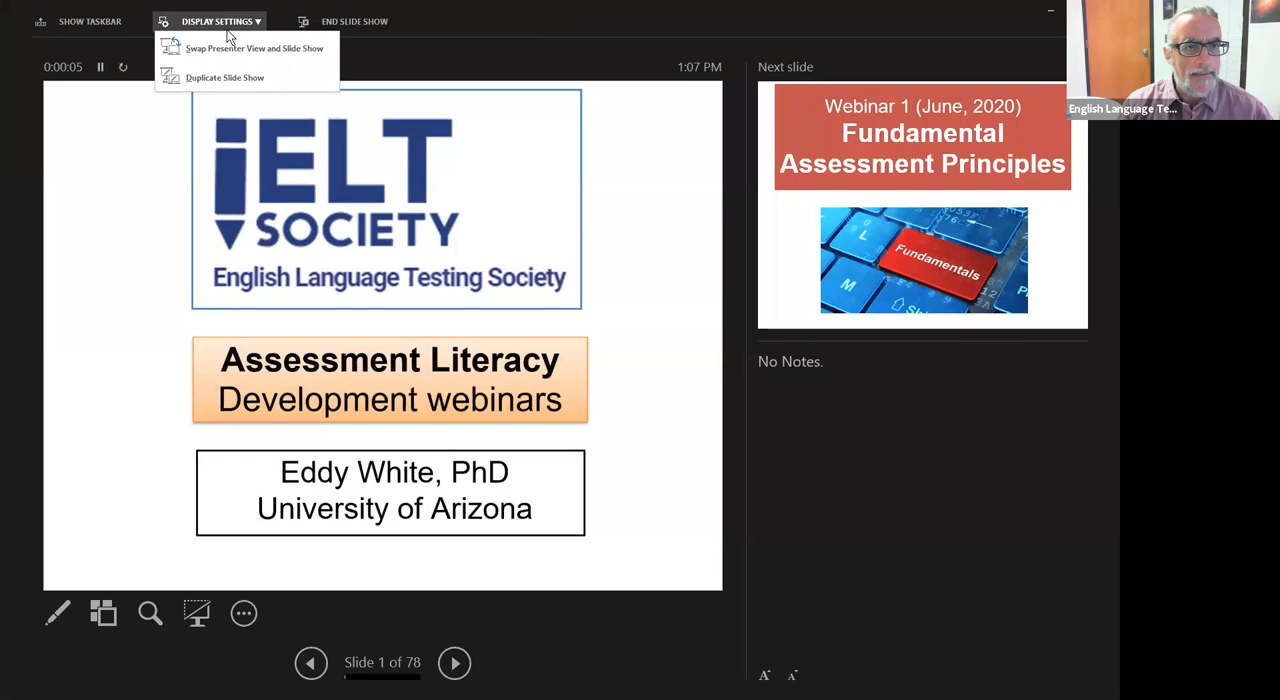 SHOW TASKBAR
DISPLAY SETTINGS ▼
END SLIDE SHOW
Swap Presenter View and Slide Show
Duplicate Slide Show
0:00:05
1:07 PM
iELT
SOCIETY
English Language Testing Society
Assessment Literacy
Development webinars
Eddy White, PhD
University of Arizona
Slide 1 of 78
Next slide
Webinar 1 (June, 2020)
Fundamental
Assessment Principles
L
Fundamentals
M
No Notes.
A
A
English Language Te...